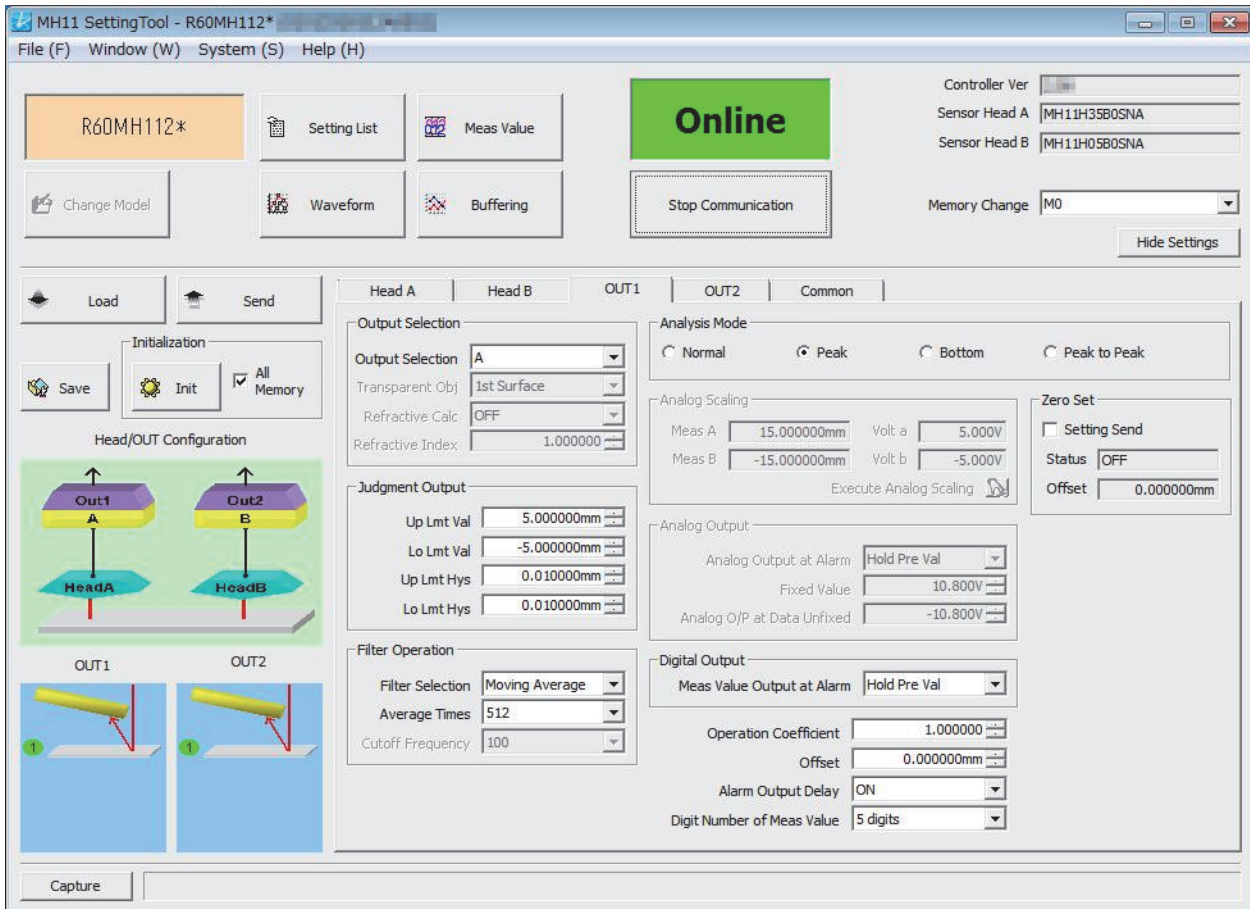 MH11 SettingTool - R60MH112*
File (F) Window (W) System (S) Help (H)
R60MH112*
Setting List
Meas Value
Online
Controller Ver
Sensor Head A MH11H35B0SNA
Sensor Head B MH11H05B0SNA
Change Model
Waveform
Buffering
Stop Communication
Memory Change M0
Hide Settings
Load
Send
Initialization
Save
Init
All
Memory
Head/OUT Configuration
Out1
A
Out2
B
HeadA
HeadB
OUT1
OUT2
1
1
Head A Head B OUT1 OUT2 Common
Output Selection
Output Selection A
Transparent Obj 1st Surface
Refractive Calc OFF
Refractive Index 1.000000
Judgment Output
Up Lmt Val 5.000000mm
Lo Lmt Val -5.000000mm
Up Lmt Hys 0.010000mm
Lo Lmt Hys 0.010000mm
Filter Operation
Filter Selection Moving Average
Average Times 512
Cutoff Frequency 100
Analysis Mode
Normal Peak Bottom Peak to Peak
Analog Scaling
Meas A 15.000000mm Volt a 5.000V
Meas B -15.000000mm Volt b -5.000V
Execute Analog Scaling
Zero Set
Setting Send
Status OFF
Offset 0.000000mm
Analog Output
Analog Output at Alarm Hold Pre Val
Fixed Value 10.800V
Analog O/P at Data Unfixed -10.800V
Digital Output
Meas Value Output at Alarm Hold Pre Val
Operation Coefficient 1.000000
Offset 0.000000mm
Alarm Output Delay ON
Digit Number of Meas Value 5 digits
Capture